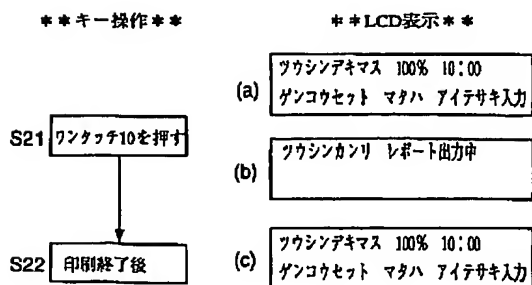 ＊＊キー操作＊＊
＊＊LCD表示＊＊
(a)
ツウシンデキマス 100% 10:00
ゲンコウセット マタハ アイテサキ入力
S21 ワンタッチ10を押す
(b)
ツウシンカンリ レポート出力中
S22 印刷終了後
(c)
ツウシンデキマス 100% 10:00
ゲンコウセット マタハ アイテサキ入力